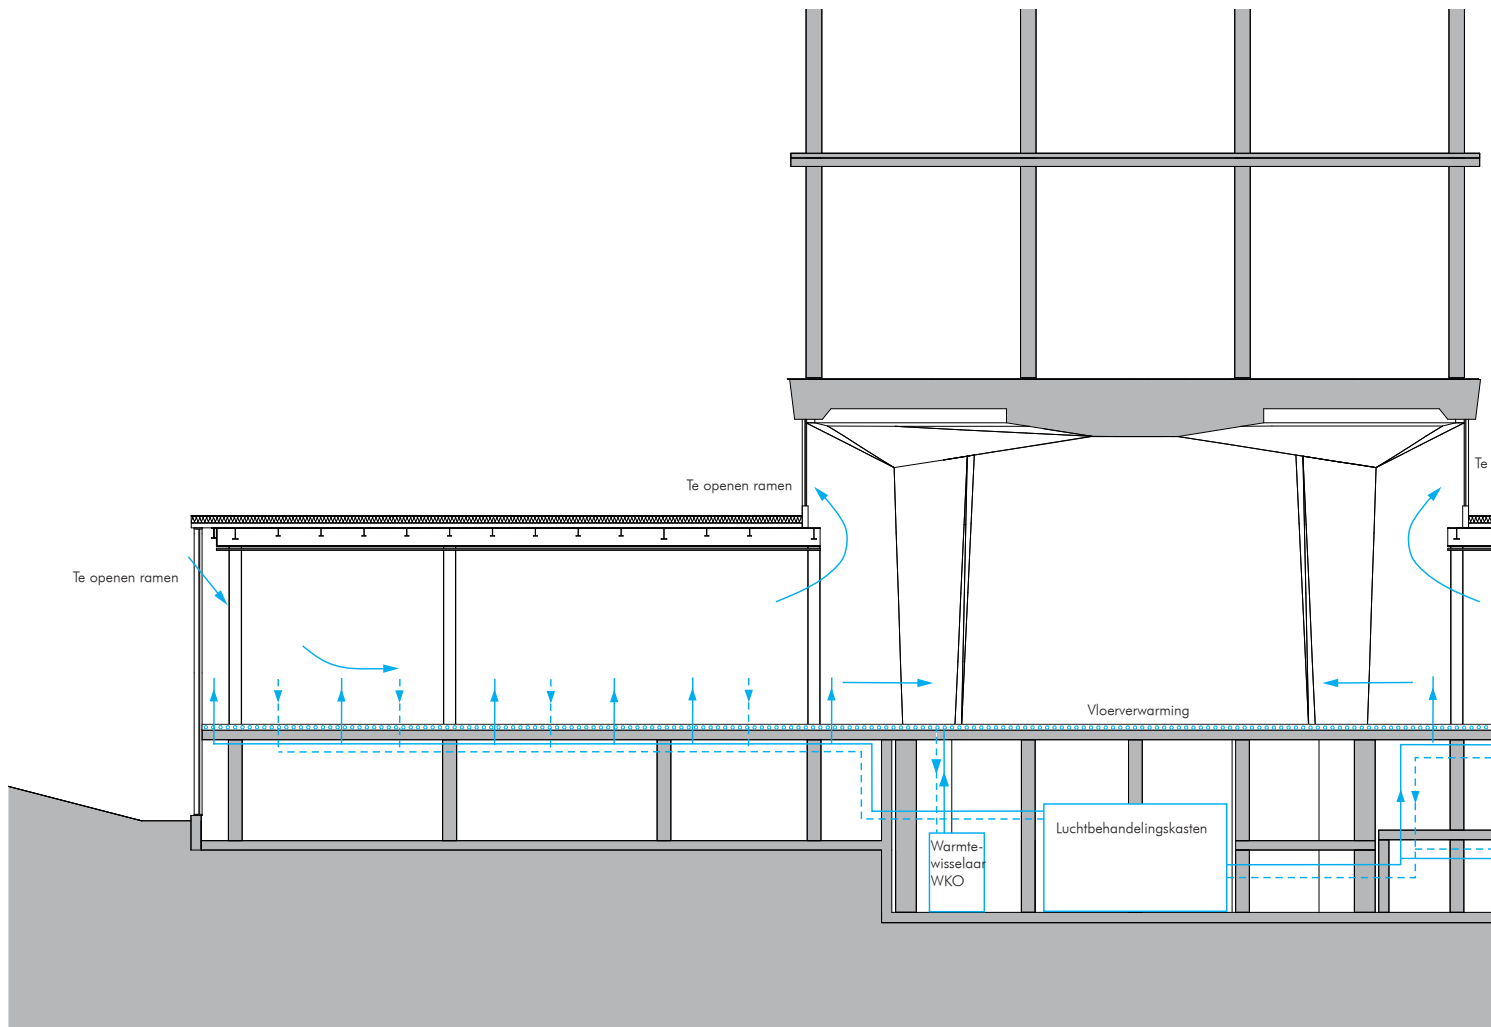 Te openen ramen
Te
Te openen ramen
Vloerverwarming
Luchtbehandelingskasten
Warmte-
wisselaar
WKO